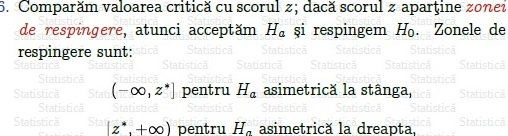 6. Comparăm valoarea critică cu scorul z; dacă scorul z aparţine zonei
de respingere, atunci acceptăm Hₐ şi respingem H₀. Zonele de
respingere sunt:
(−∞, z*] pentru Hₐ asimetrică la stânga,
[z*, +∞) pentru Hₐ asimetrică la dreapta,